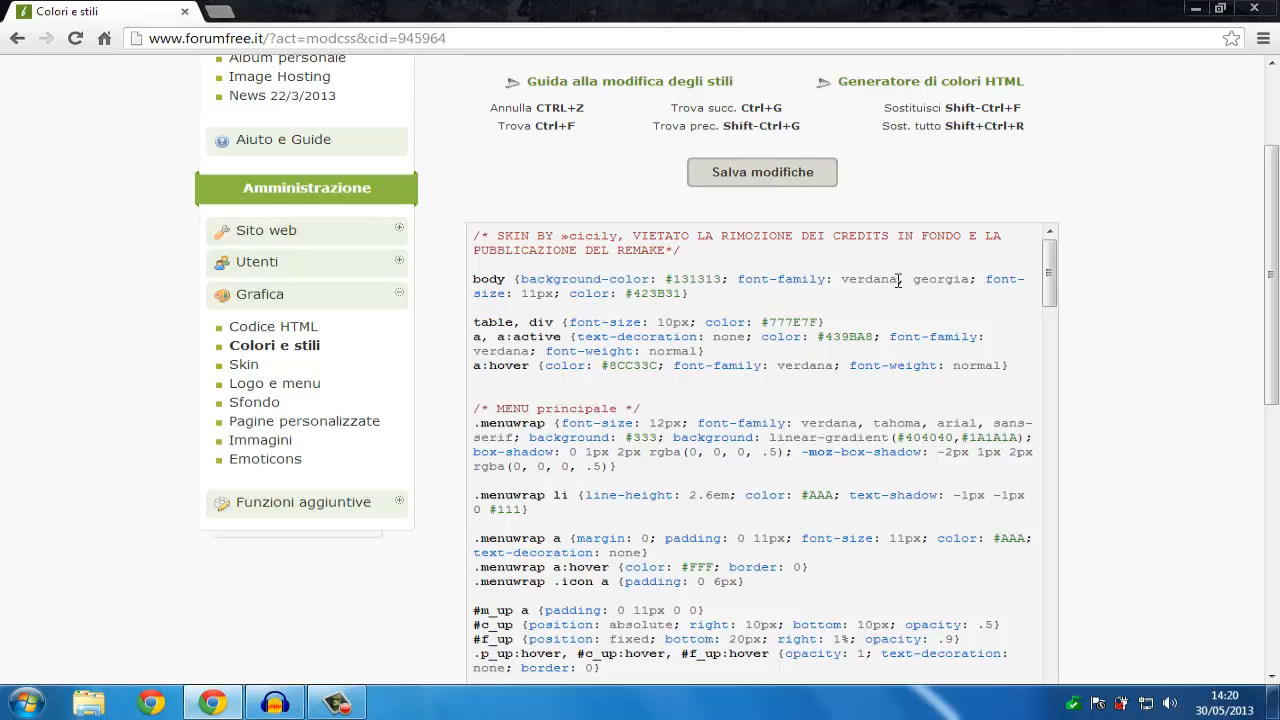 Colori e stili
www.forumfree.it/?act=modcss&cid=945964
Album personale
Image Hosting
News 22/3/2013
Aiuto e Guide
Amministrazione
Sito web
Utenti
Grafica
Codice HTML
Colori e stili
Skin
Logo e menu
Sfondo
Pagine personalizzate
Immagini
Emoticons
Funzioni aggiuntive
Guida alla modifica degli stili
Generatore di colori HTML
Annulla CTRL+Z
Trova succ. Ctrl+G
Sostituisci Shift-Ctrl+F
Trova Ctrl+F
Trova prec. Shift-Ctrl+G
Sost. tutto Shift+Ctrl+R
Salva modifiche
/* SKIN BY »cicily, VIETATO LA RIMOZIONE DEI CREDITS IN FONDO E LA
PUBBLICAZIONE DEL REMAKE*/
body {background-color: #131313; font-family: verdana, georgia; font-
size: 11px; color: #423B31}
table, div {font-size: 10px; color: #777E7F}
a, a:active {text-decoration: none; color: #439BA8; font-family:
verdana; font-weight: normal}
a:hover {color: #8CC33C; font-family: verdana; font-weight: normal}
/* MENU principale */
.menuwrap {font-size: 12px; font-family: verdana, tahoma, arial, sans-
serif; background: #333; background: linear-gradient(#404040,#1A1A1A);
box-shadow: 0 1px 2px rgba(0, 0, 0, .5); -moz-box-shadow: -2px 1px 2px
rgba(0, 0, 0, .5)}
.menuwrap li {line-height: 2.6em; color: #AAA; text-shadow: -1px -1px
0 #111}
.menuwrap a {margin: 0; padding: 0 11px; font-size: 11px; color: #AAA;
text-decoration: none}
.menuwrap a:hover {color: #FFF; border: 0}
.menuwrap .icon a {padding: 0 6px}
#m_up a {padding: 0 11px 0 0}
#c_up {position: absolute; right: 10px; bottom: 10px; opacity: .5}
#f_up {position: fixed; bottom: 20px; right: 1%; opacity: .9}
.p_up:hover, #c_up:hover, #f_up:hover {opacity: 1; text-decoration:
none; border: 0}
14:20
30/05/2013